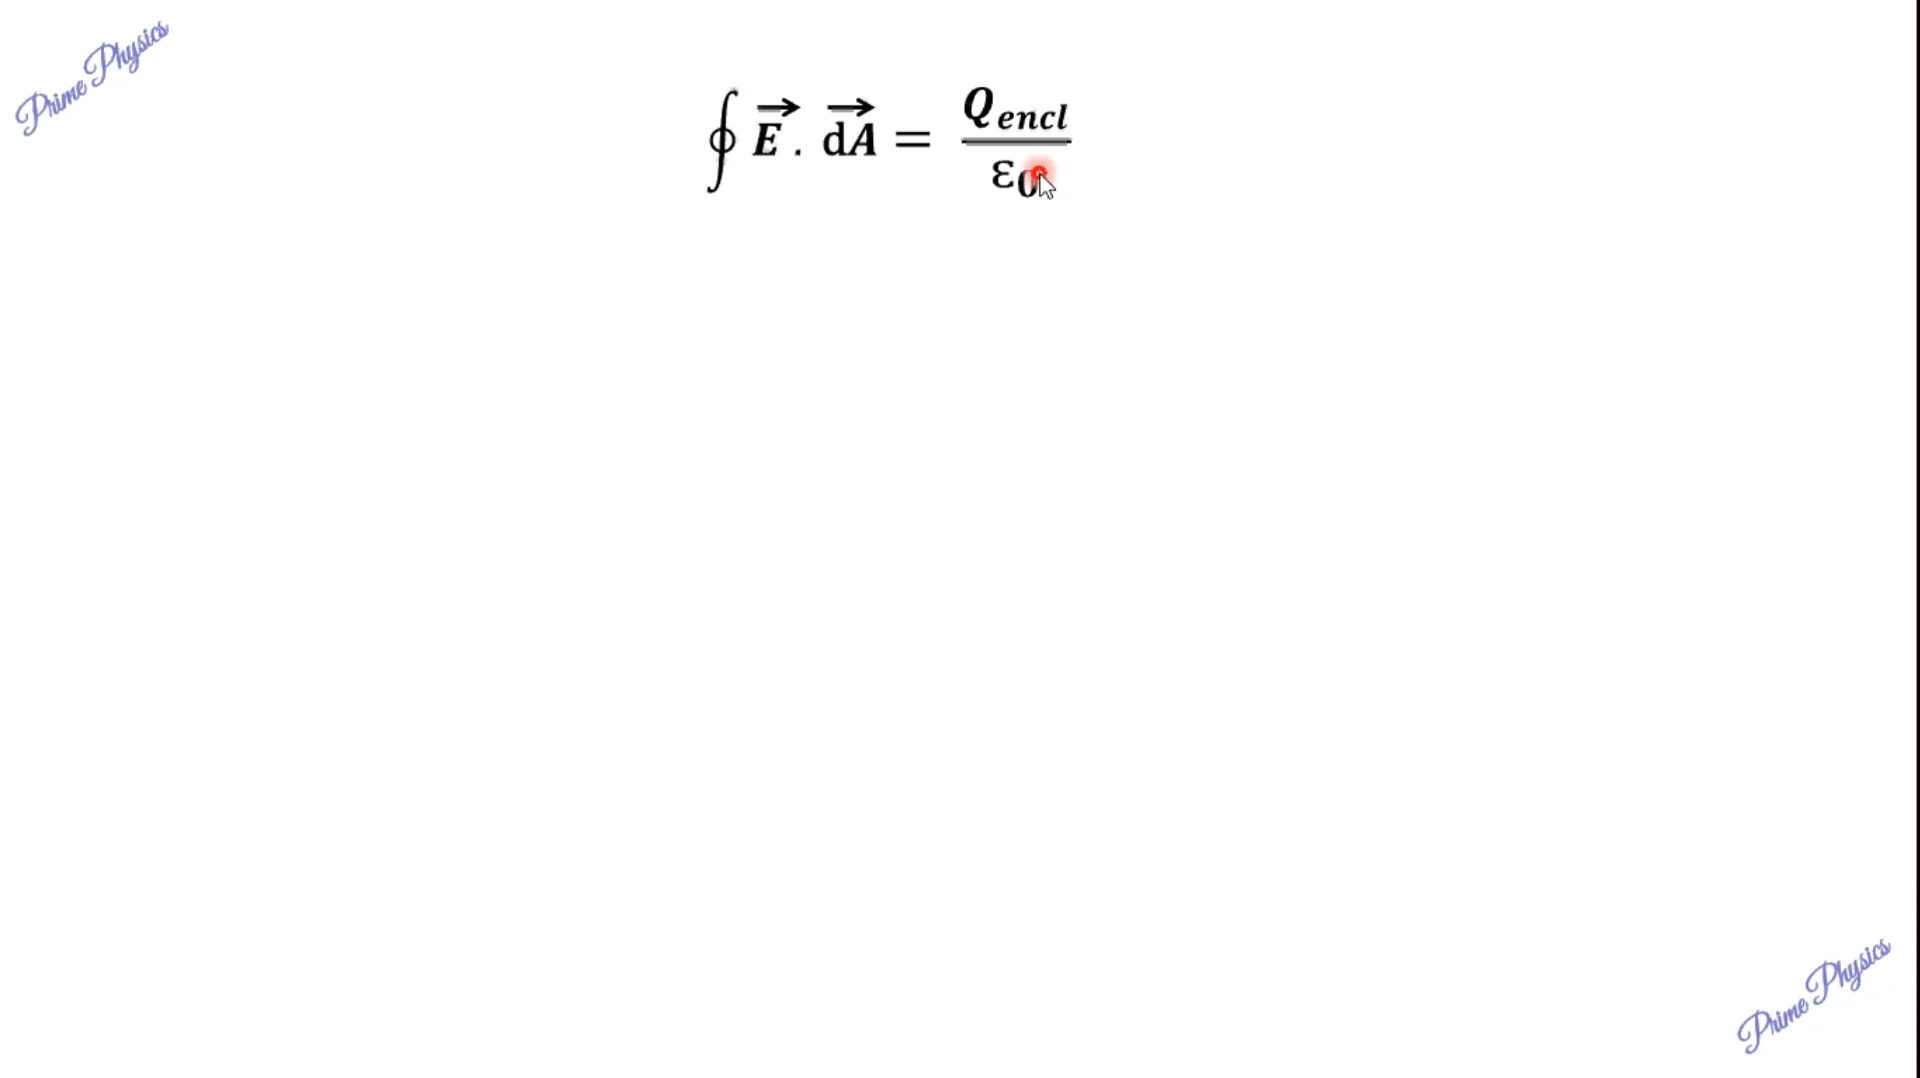 Prime Physics
∮ E⃗ . dA⃗ = Q_encl / ε₀
Prime Physics